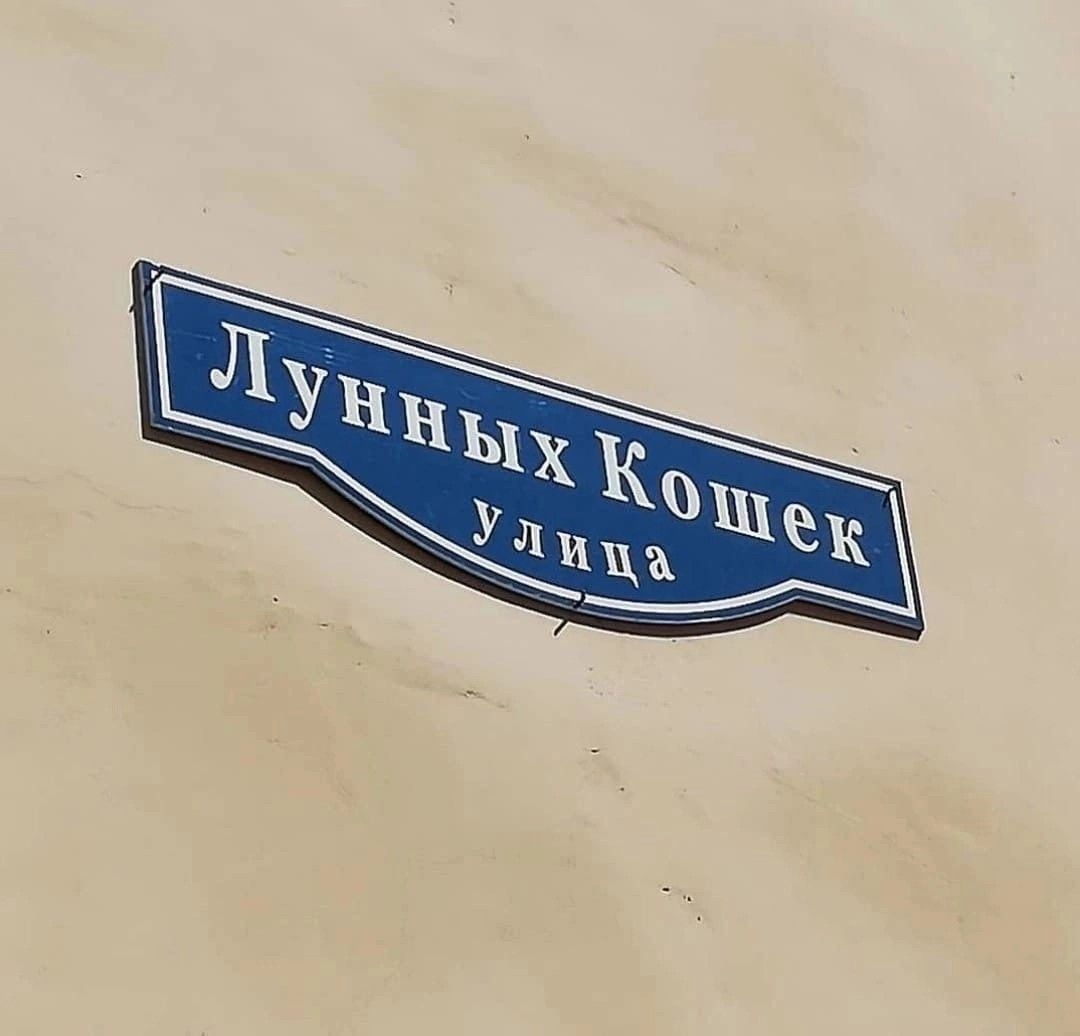 Лунных Кошек
улица